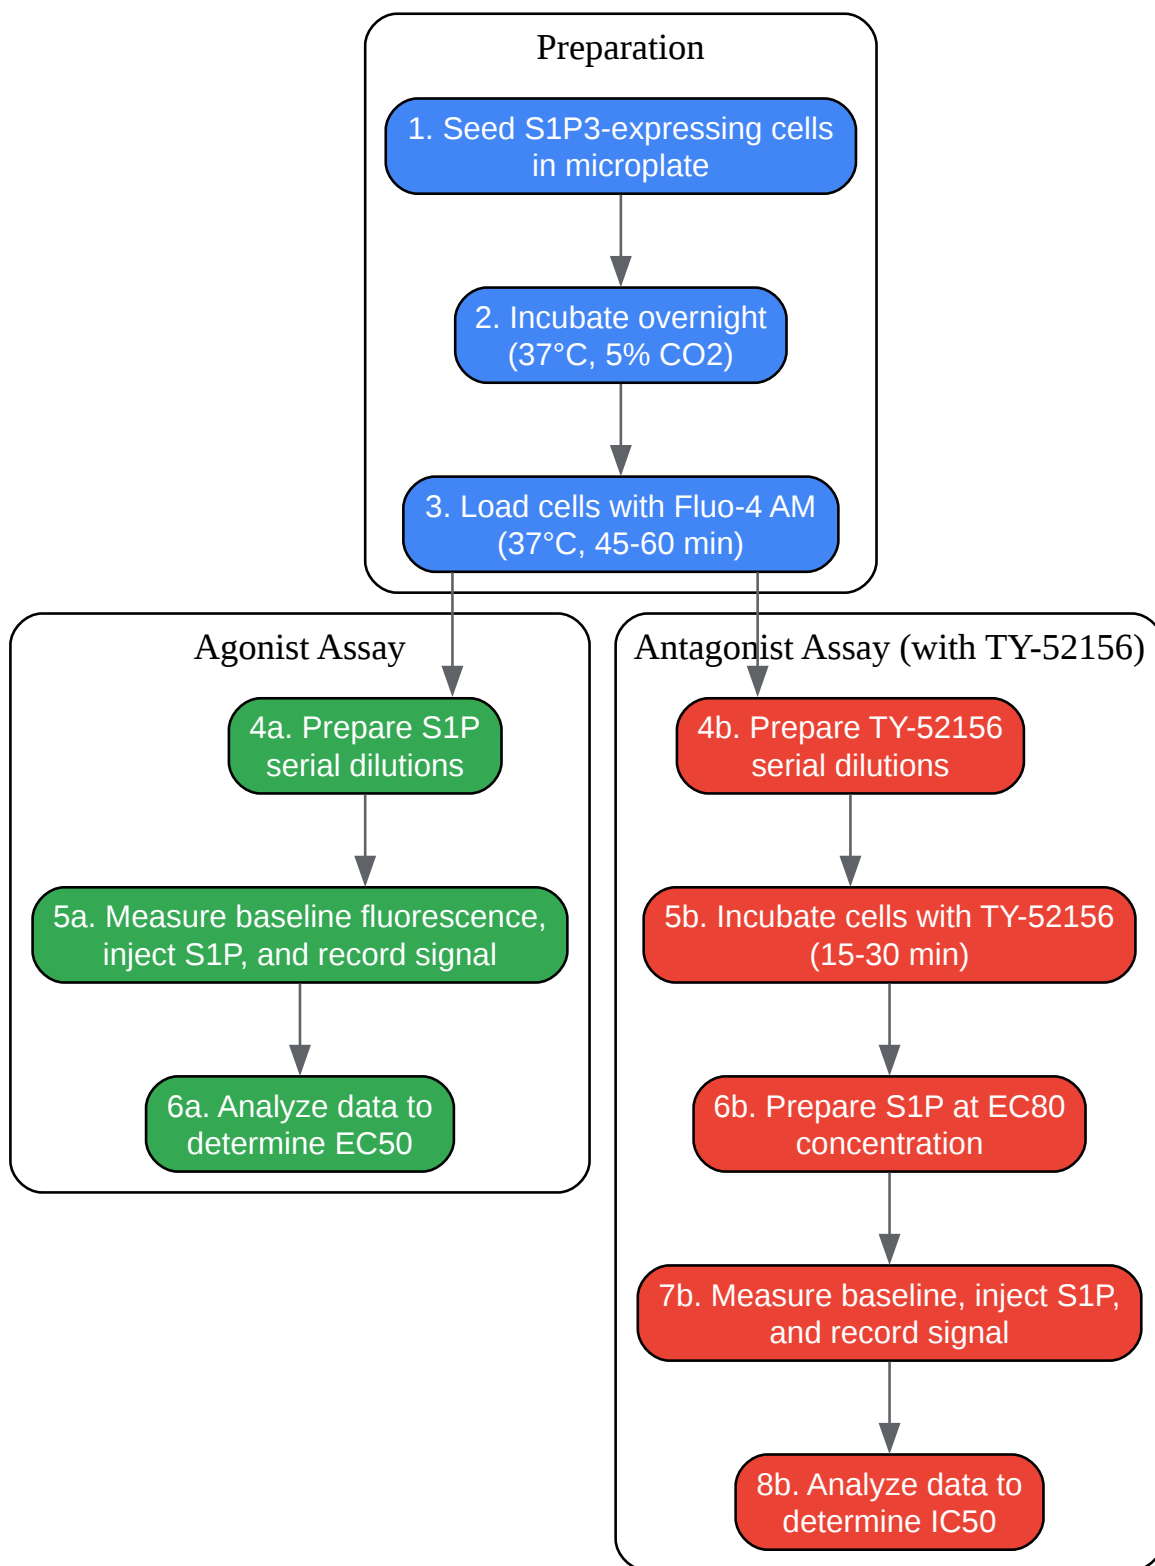 Preparation
1. Seed S1P3-expressing cells
in microplate
2. Incubate overnight
(37°C, 5% CO2)
3. Load cells with Fluo-4 AM
(37°C, 45-60 min)
Agonist Assay
4a. Prepare S1P
serial dilutions
5a. Measure baseline fluorescence,
inject S1P, and record signal
6a. Analyze data to
determine EC50
Antagonist Assay (with TY-52156)
4b. Prepare TY-52156
serial dilutions
5b. Incubate cells with TY-52156
(15-30 min)
6b. Prepare S1P at EC80
concentration
7b. Measure baseline, inject S1P,
and record signal
8b. Analyze data to
determine IC50